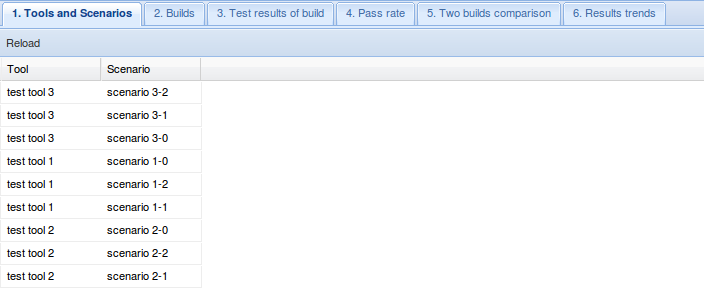 1. Tools and Scenarios 2. Builds 3. Test results of build 4. Pass rate 5. Two builds comparison 6. Results trends
Reload
Tool Scenario
test tool 3 scenario 3-2
test tool 3 scenario 3-1
test tool 3 scenario 3-0
test tool 1 scenario 1-0
test tool 1 scenario 1-2
test tool 1 scenario 1-1
test tool 2 scenario 2-0
test tool 2 scenario 2-2
test tool 2 scenario 2-1